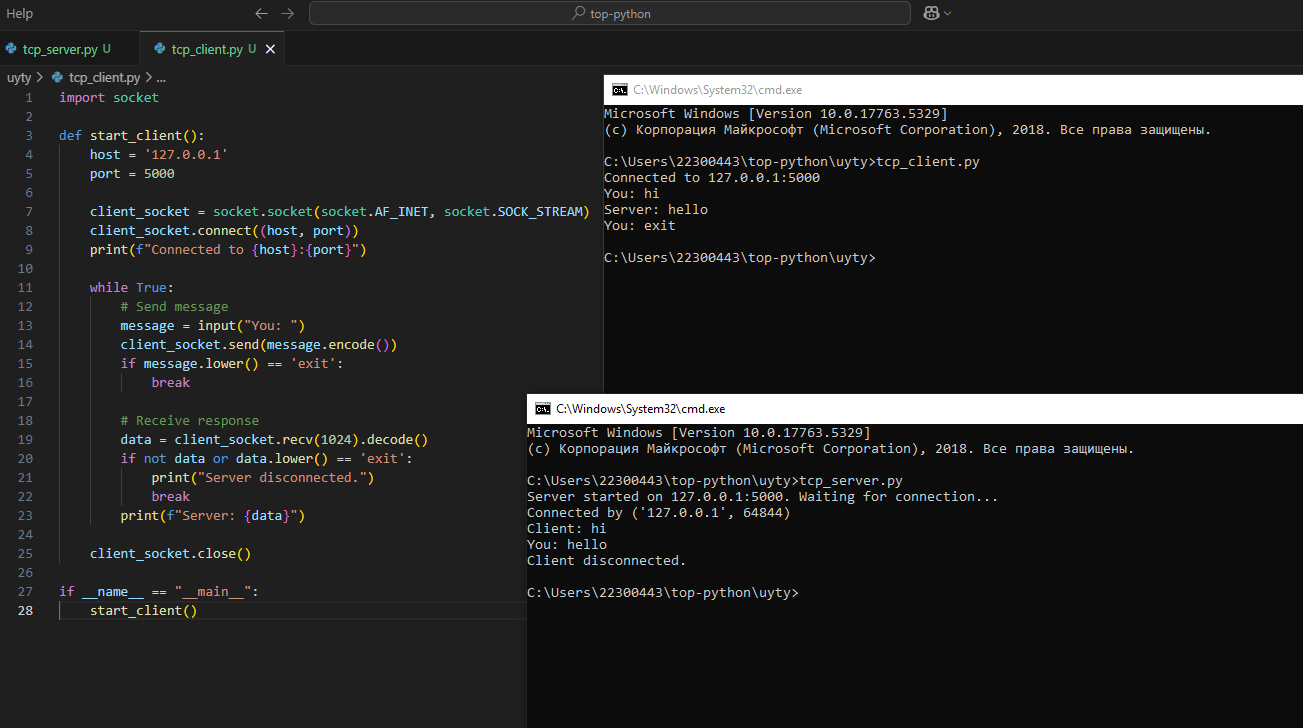 Help
top-python
tcp_server.py U
tcp_client.py U
uyty > tcp_client.py > ...
1 import socket
2
3 def start_client():
4     host = '127.0.0.1'
5     port = 5000
6
7     client_socket = socket.socket(socket.AF_INET, socket.SOCK_STREAM)
8     client_socket.connect((host, port))
9     print(f"Connected to {host}:{port}")
10
11     while True:
12         # Send message
13         message = input("You: ")
14         client_socket.send(message.encode())
15         if message.lower() == 'exit':
16             break
17
18         # Receive response
19         data = client_socket.recv(1024).decode()
20         if not data or data.lower() == 'exit':
21             print("Server disconnected.")
22             break
23         print(f"Server: {data}")
24
25     client_socket.close()
26
27 if __name__ == "__main__":
28     start_client()
C:\Windows\System32\cmd.exe
Microsoft Windows [Version 10.0.17763.5329]
(c) Корпорация Майкрософт (Microsoft Corporation), 2018. Все права защищены.
C:\Users\22300443\top-python\uyty>tcp_client.py
Connected to 127.0.0.1:5000
You: hi
Server: hello
You: exit
C:\Users\22300443\top-python\uyty>
C:\Windows\System32\cmd.exe
Microsoft Windows [Version 10.0.17763.5329]
(c) Корпорация Майкрософт (Microsoft Corporation), 2018. Все права защищены.
C:\Users\22300443\top-python\uyty>tcp_server.py
Server started on 127.0.0.1:5000. Waiting for connection...
Connected by ('127.0.0.1', 64844)
Client: hi
You: hello
Client disconnected.
C:\Users\22300443\top-python\uyty>